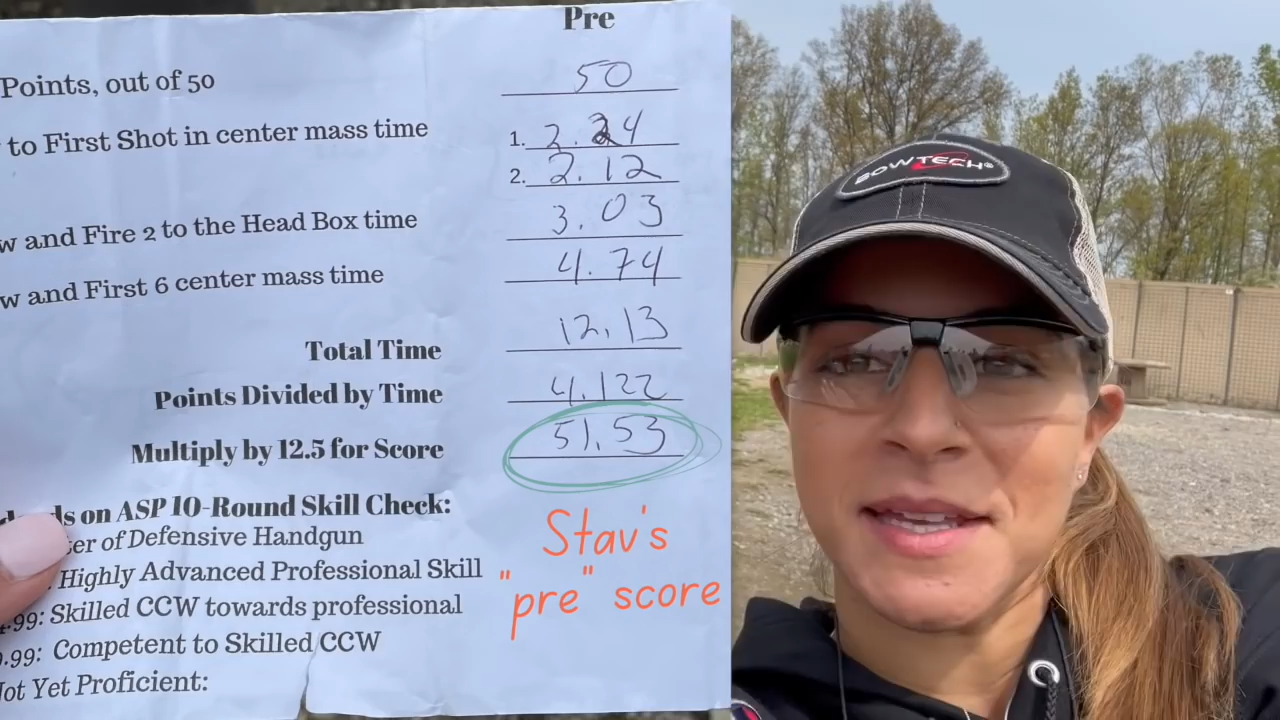 Pre
Points, out of 50 50
to First Shot in center mass time 1. 2.24
2. 2.12
w and Fire 2 to the Head Box time 3.03
w and First 6 center mass time 4.74
Total Time 12.13
Points Divided by Time 4.122
Multiply by 12.5 for Score 51.53
on ASP 10-Round Skill Check:
ter of Defensive Handgun
Highly Advanced Professional Skill
.99: Skilled CCW towards professional
.99: Competent to Skilled CCW
Not Yet Proficient:
Stav's
"pre" score
BOWTECH®